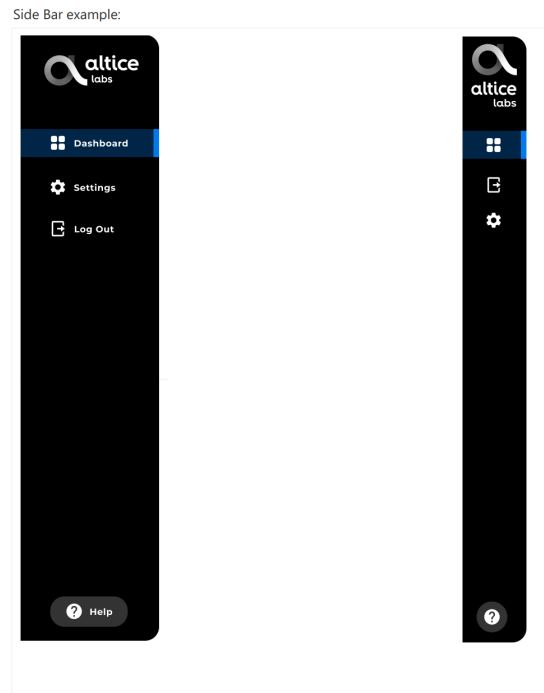 Side Bar example:
altice
labs
Dashboard
Settings
Log Out
? Help
altice
labs
?